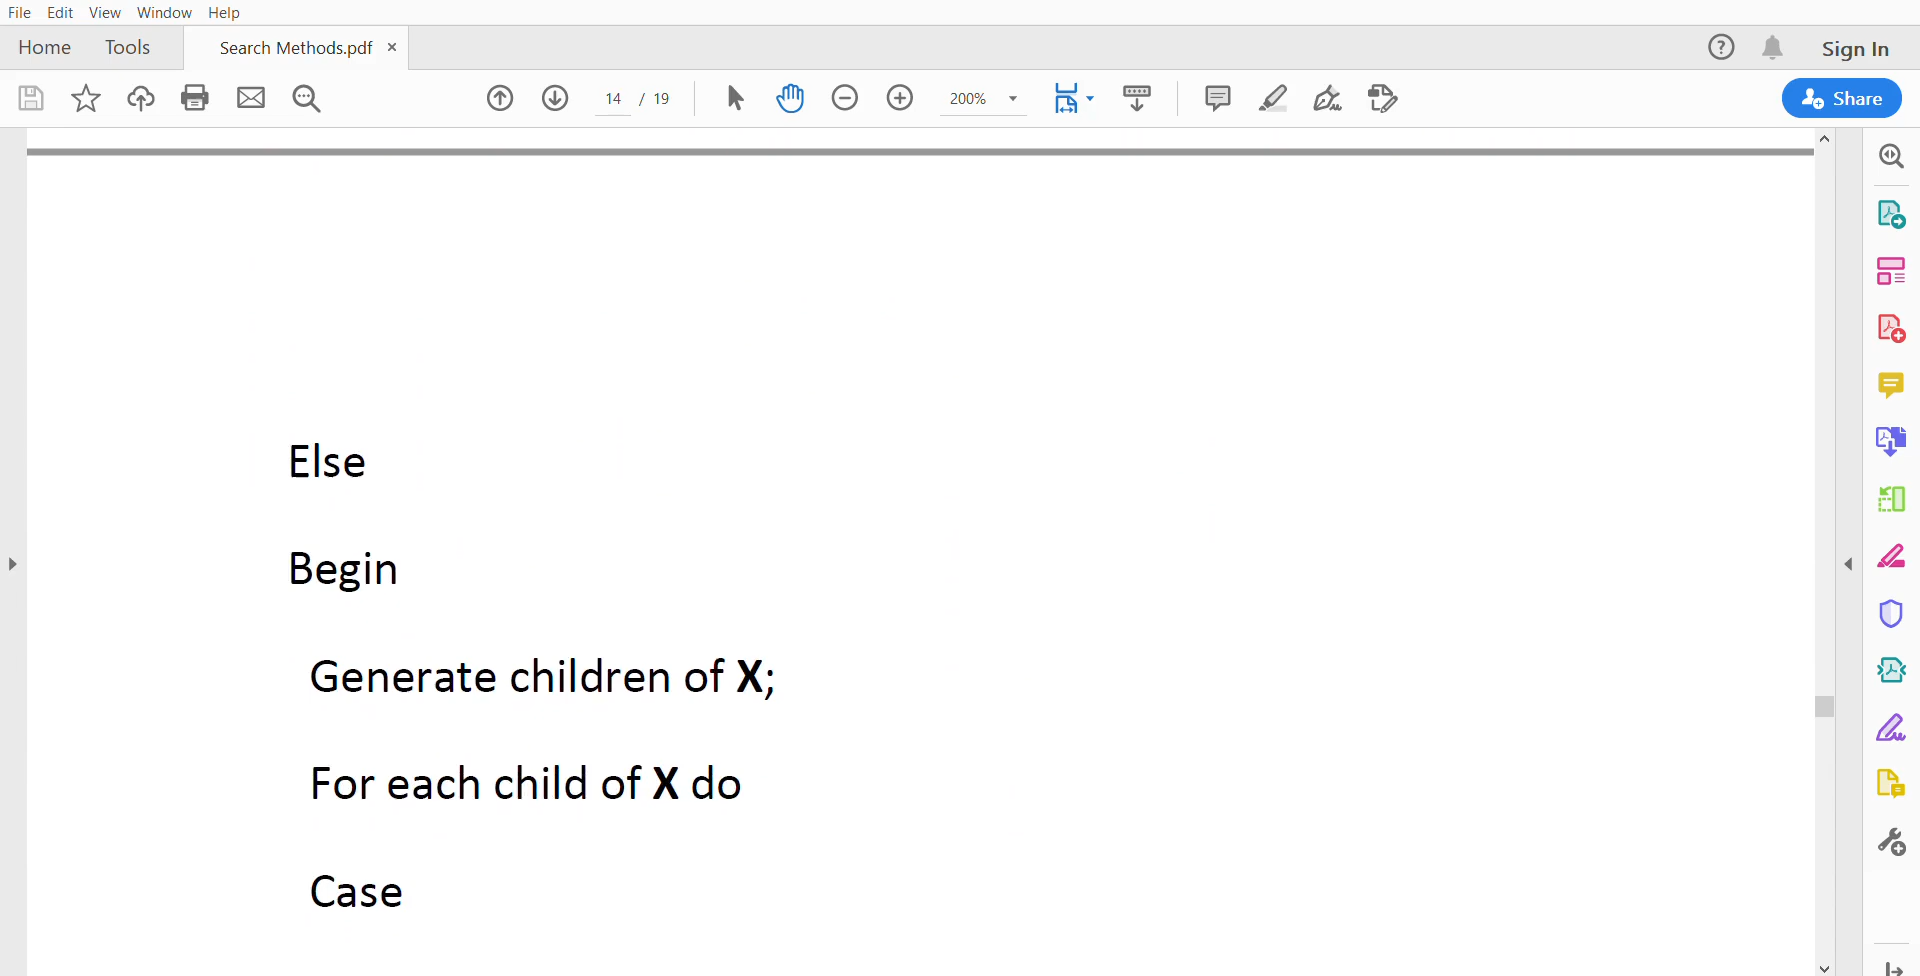 File Edit View Window Help
Home Tools Search Methods.pdf × Sign In
14 / 19 200% Share
Else
Begin
Generate children of X;
For each child of X do
Case